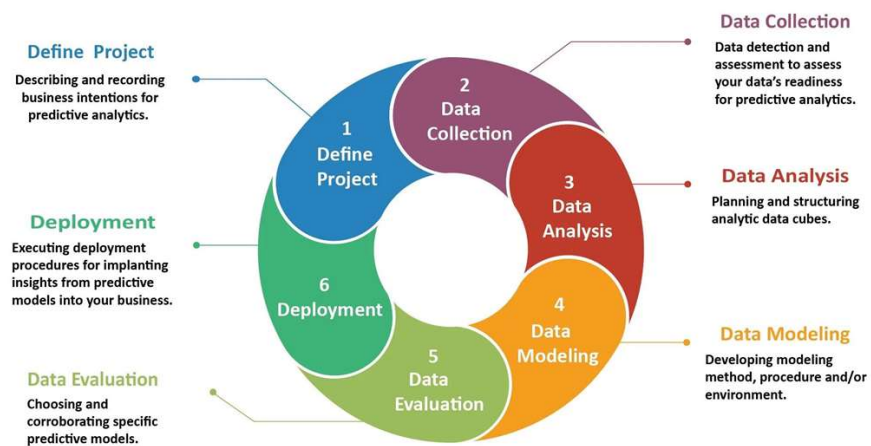 Define Project
Describing and recording
business intentions for
predictive analytics.
Data Collection
Data detection and
assessment to assess
your data's readiness
for predictive analytics.
Data Analysis
Planning and structuring
analytic data cubes.
Data Modeling
Developing modeling
method, procedure and/or
environment.
Data Evaluation
Choosing and
corroborating specific
predictive models.
Deployment
Executing deployment
procedures for implanting
insights from predictive
models into your business.
1
Define
Project
2
Data
Collection
3
Data
Analysis
4
Data
Modeling
5
Data
Evaluation
6
Deployment